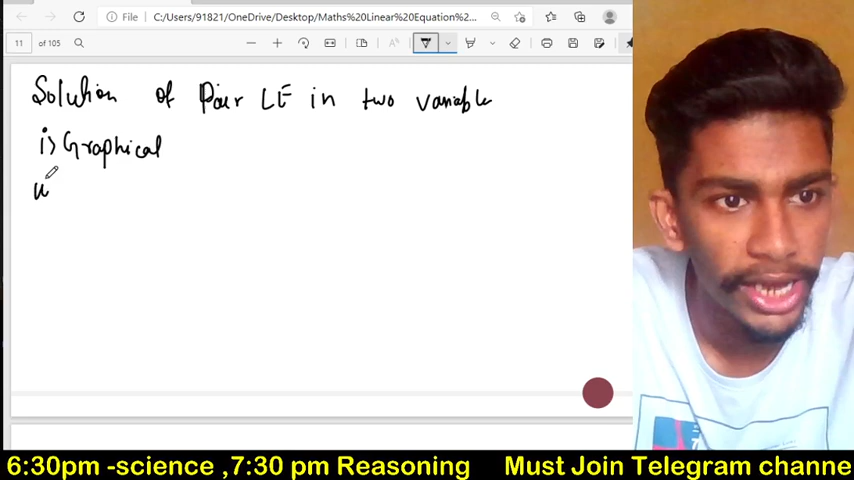 File
C:/Users/91821/OneDrive/Desktop/Maths%20Linear%20Equation%2...
11 of 105
Solution of Pair LE in two variable
i) Graphical
6:30pm -science ,7:30 pm Reasoning Must Join Telegram channe